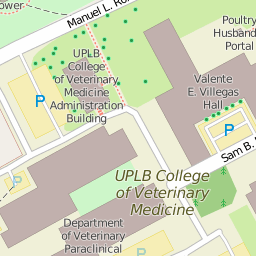 ower
Manuel L. Ro
Poultry
Husband
Portal
UPLB
College
of Veterinary
Medicine
Administration
Building
Valente
E. Villegas
Hall
P
P
Sam B.
UPLB College
of Veterinary
Medicine
Department
of Veterinary
Paraclinical
P
P